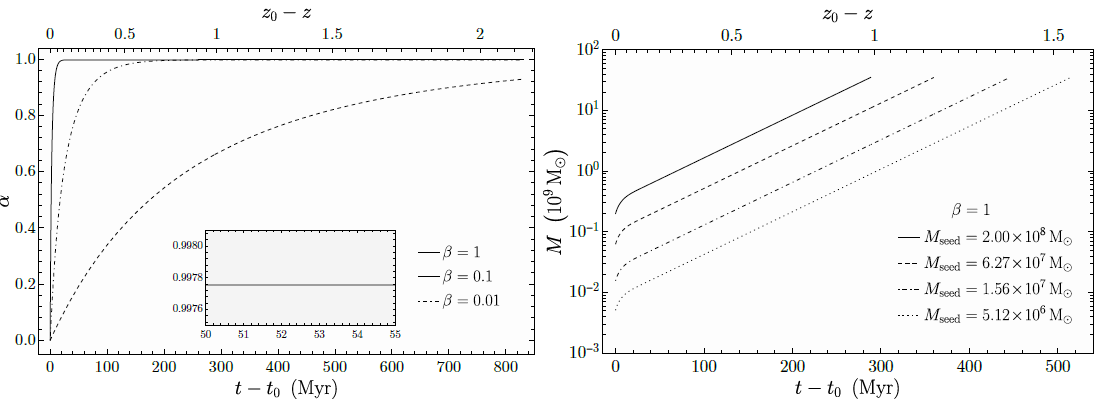 z₀ − z
0 0.5 1 1.5 2
α
1.0
0.8
0.6
0.4
0.2
0.0
0.9980
0.9978
0.9976
50 51 52 53 54 55
β = 1
β = 0.1
β = 0.01
0 100 200 300 400 500 600 700 800
t − t₀ (Myr)
z₀ − z
0 0.5 1 1.5
M (10⁹ M⊙)
10²
10¹
10⁰
10⁻¹
10⁻²
10⁻³
β = 1
M_seed = 2.00×10⁸ M⊙
M_seed = 6.27×10⁷ M⊙
M_seed = 1.56×10⁷ M⊙
M_seed = 5.12×10⁶ M⊙
0 100 200 300 400 500
t − t₀ (Myr)